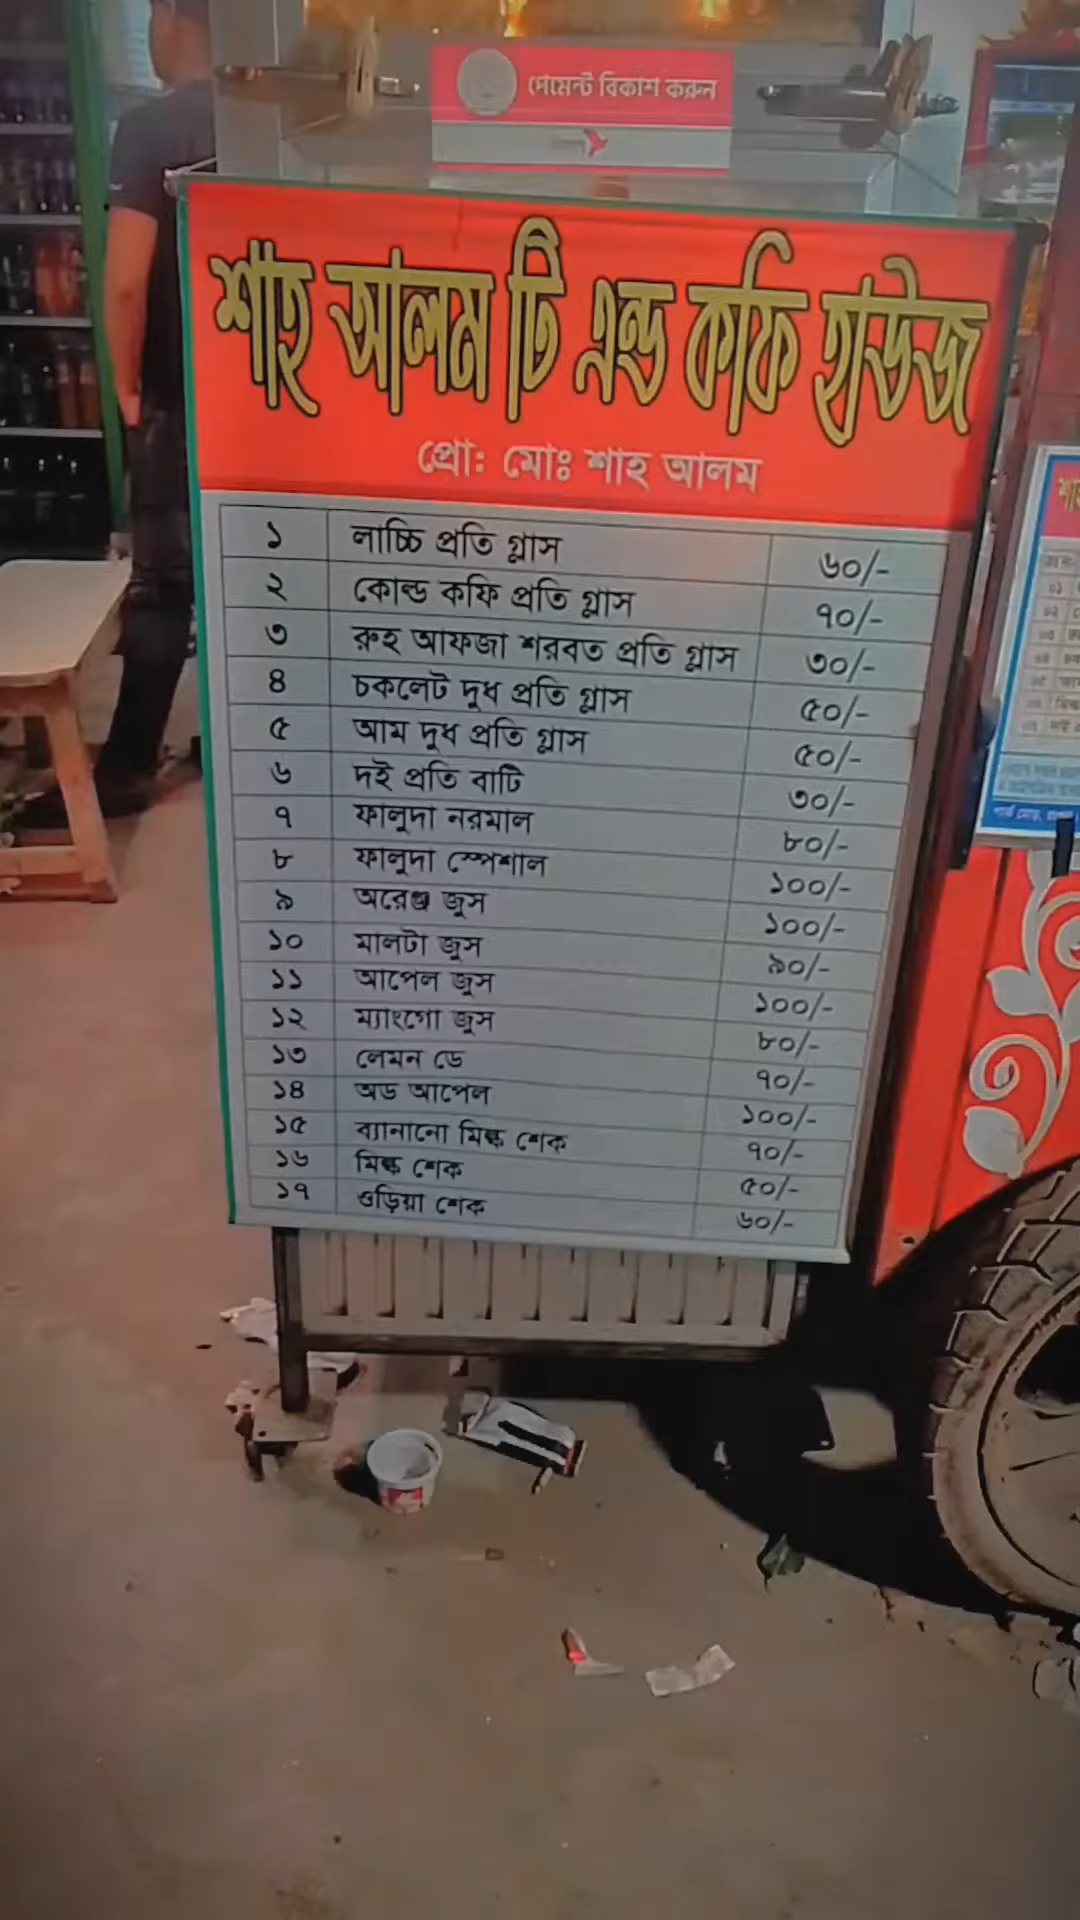 পেমেন্ট বিকাশ করুন
শাহ আলম টি এন্ড কফি হাউজ
প্রো: মোঃ শাহ আলম
১ লাচ্ছি প্রতি গ্লাস ৬০/-
২ কোল্ড কফি প্রতি গ্লাস ৭০/-
৩ রুহ আফজা শরবত প্রতি গ্লাস ৩০/-
৪ চকলেট দুধ প্রতি গ্লাস ৫০/-
৫ আম দুধ প্রতি গ্লাস ৫০/-
৬ দই প্রতি বাটি ৩০/-
৭ ফালুদা নরমাল ৮০/-
৮ ফালুদা স্পেশাল ১০০/-
৯ অরেঞ্জ জুস ১০০/-
১০ মালটা জুস ৯০/-
১১ আপেল জুস ১০০/-
১২ ম্যাংগো জুস ৮০/-
১৩ লেমন ডে ৭০/-
১৪ অড আপেল ১০০/-
১৫ ব্যানানো মিল্ক শেক ৭০/-
১৬ মিল্ক শেক ৫০/-
১৭ ওড়িয়া শেক ৬০/-